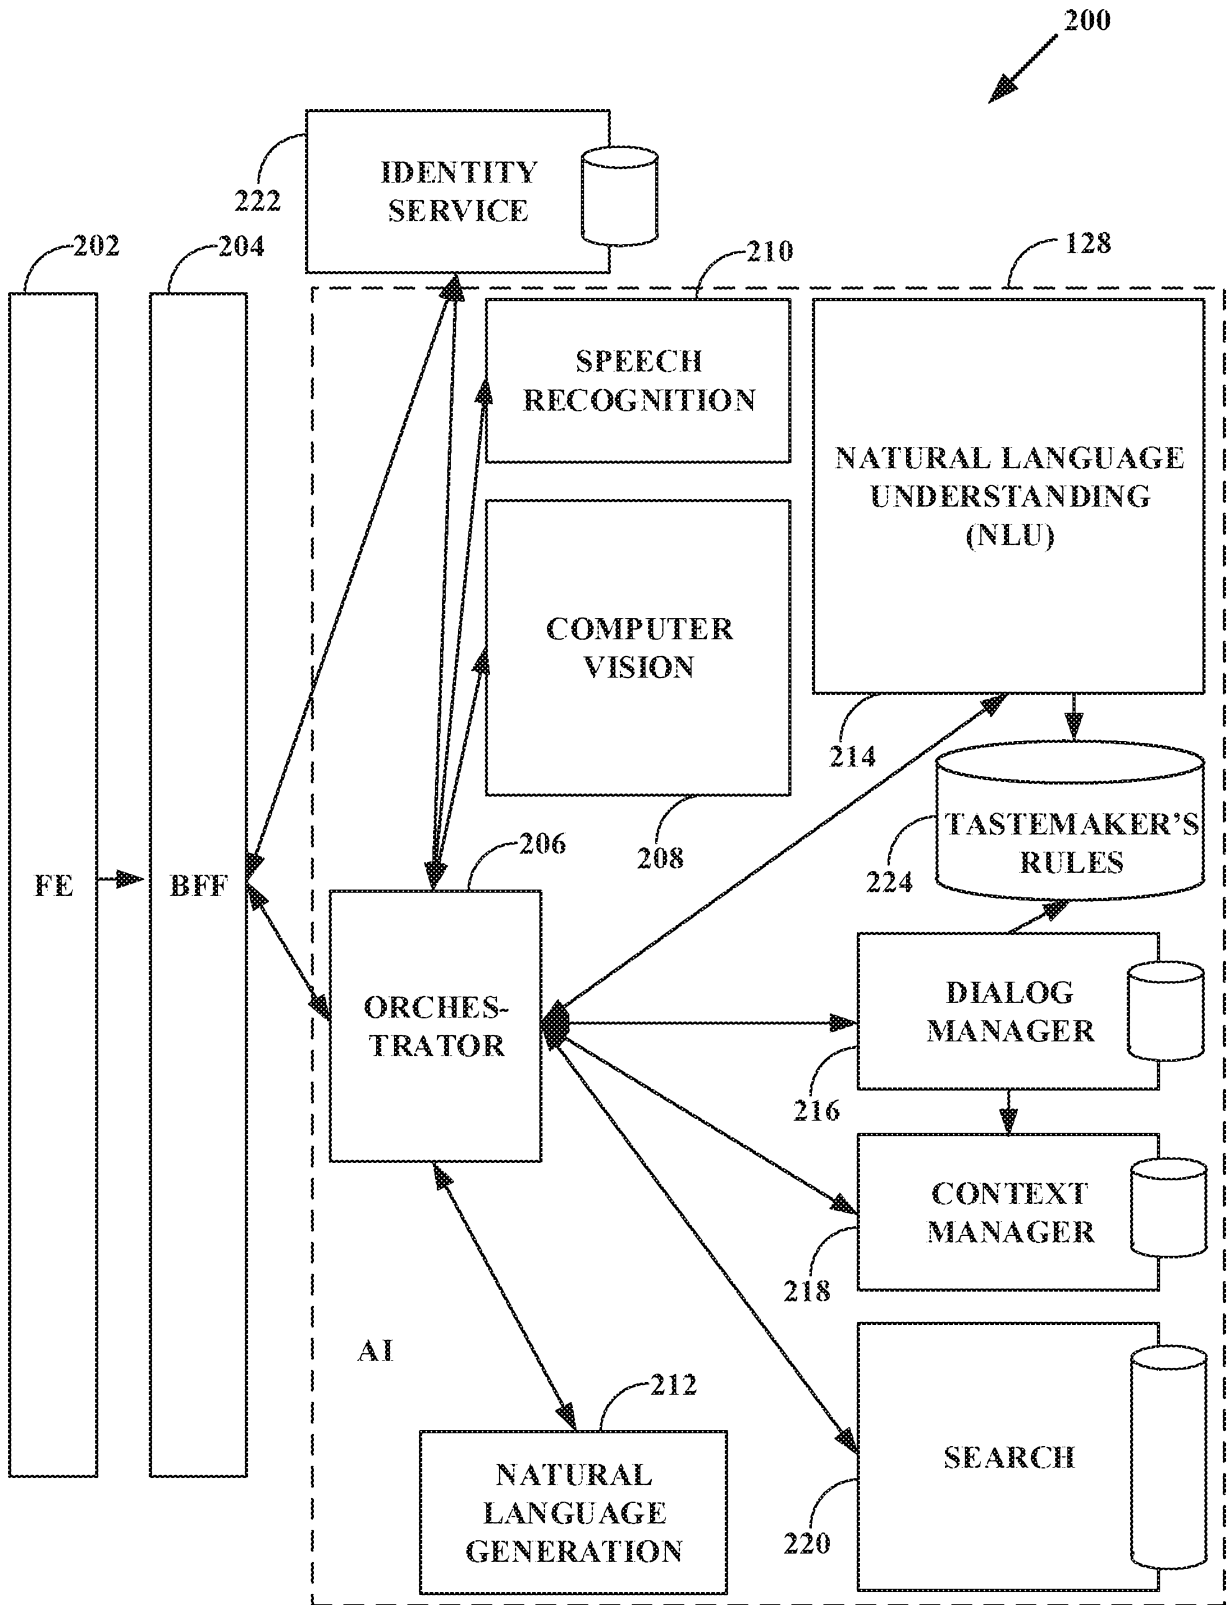 200
IDENTITY
SERVICE
222
202
204
210
128
SPEECH
RECOGNITION
NATURAL LANGUAGE
UNDERSTANDING
(NLU)
COMPUTER
VISION
214
208
206
TASTEMAKER'S
RULES
224
FE
BFF
ORCHES-
TRATOR
DIALOG
MANAGER
216
CONTEXT
MANAGER
218
AI
212
NATURAL
LANGUAGE
GENERATION
SEARCH
220